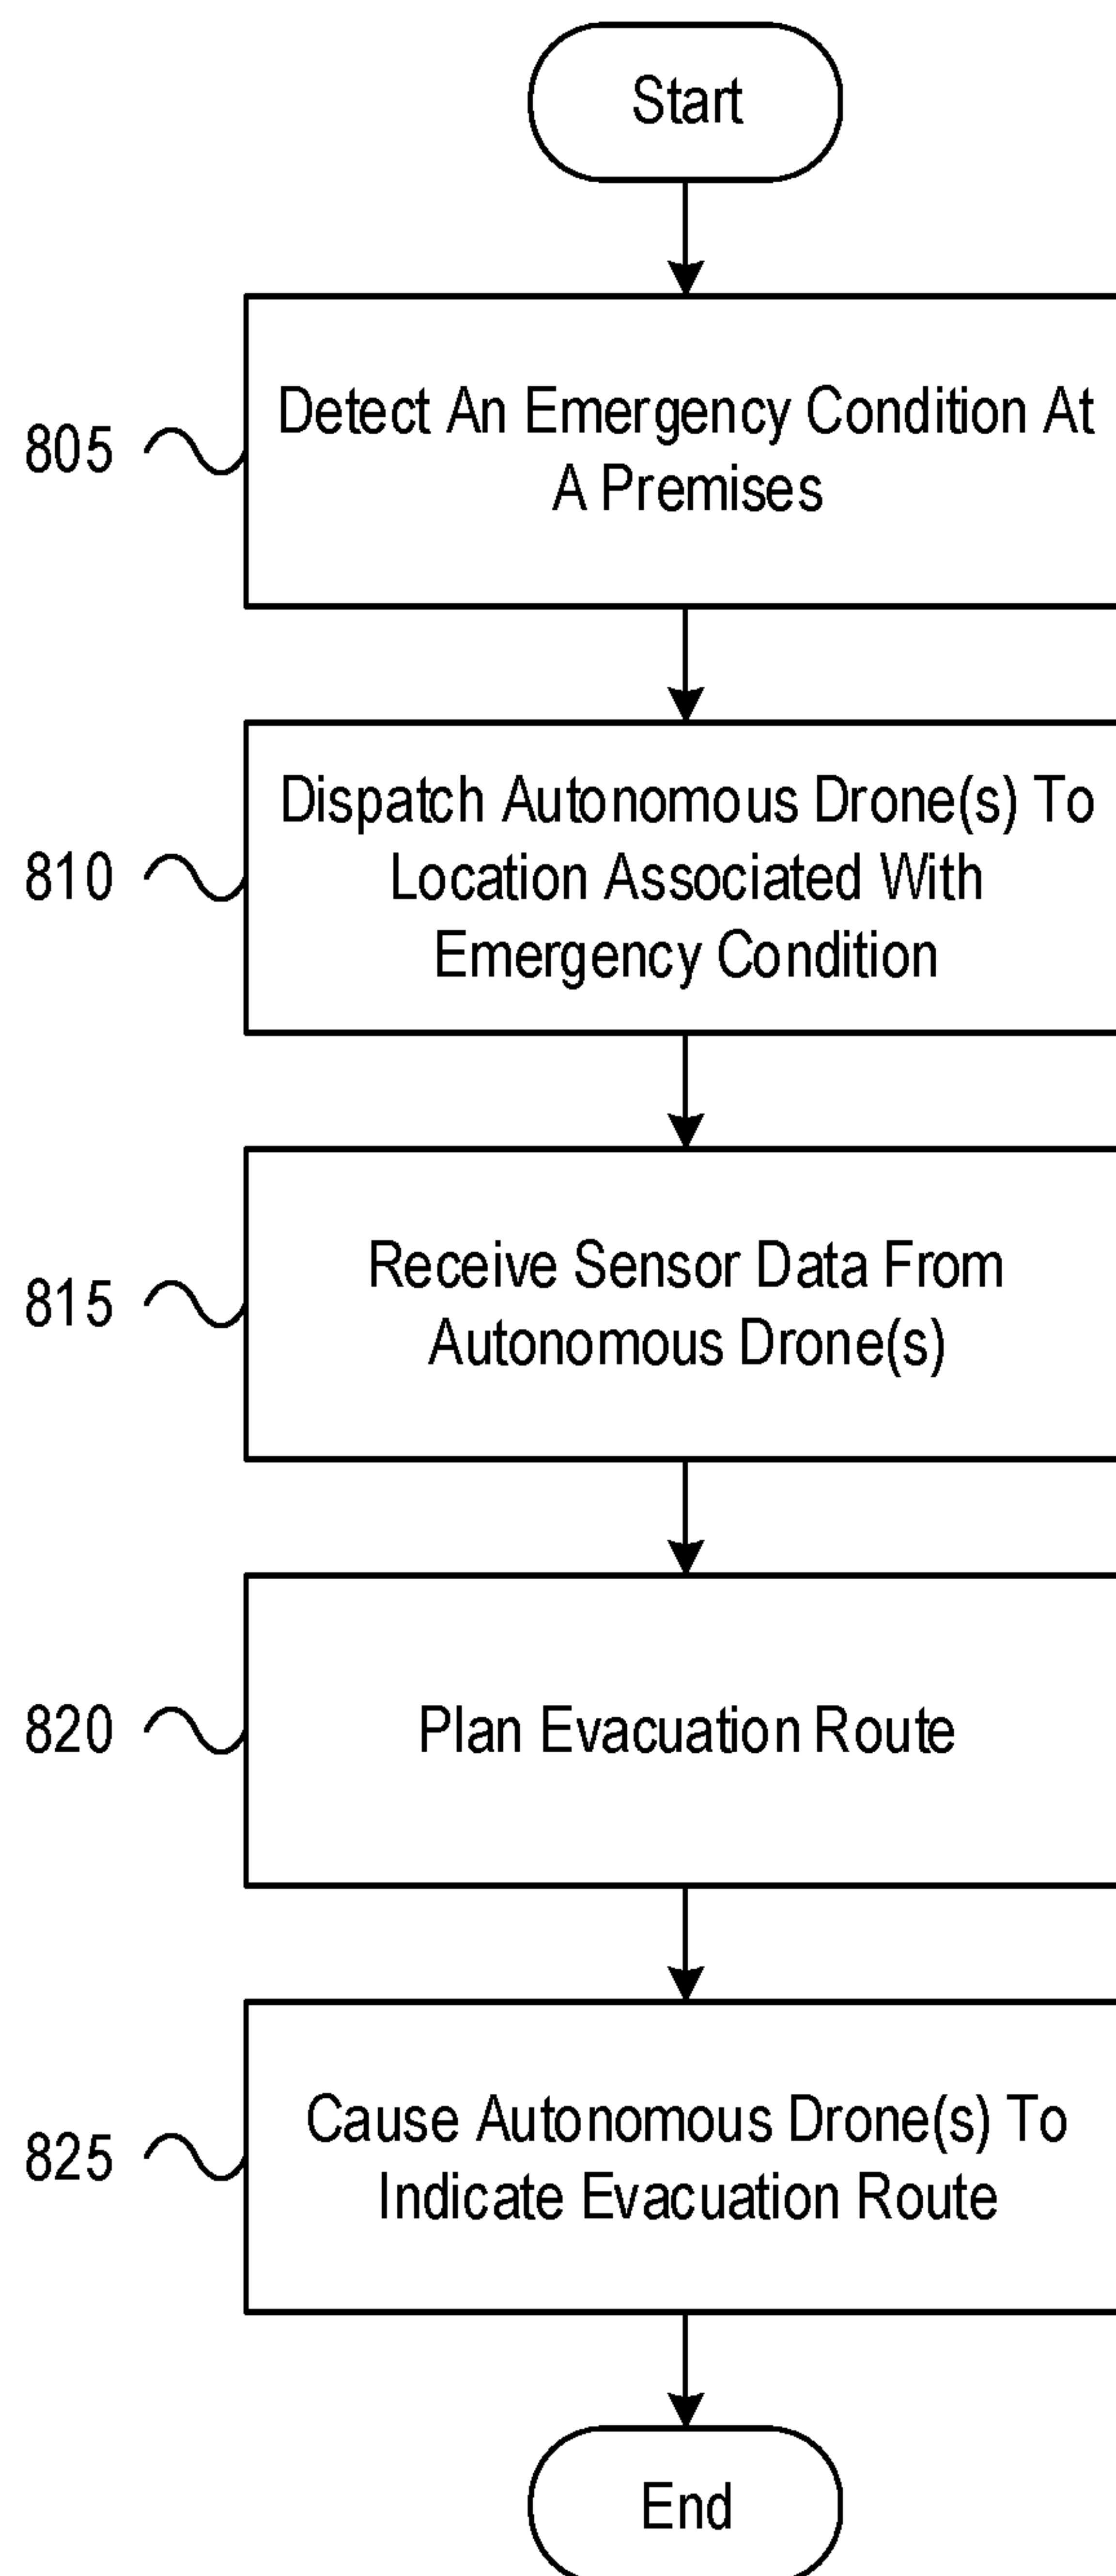 Start
805
Detect An Emergency Condition At
A Premises
810
Dispatch Autonomous Drone(s) To
Location Associated With
Emergency Condition
815
Receive Sensor Data From
Autonomous Drone(s)
820
Plan Evacuation Route
825
Cause Autonomous Drone(s) To
Indicate Evacuation Route
End